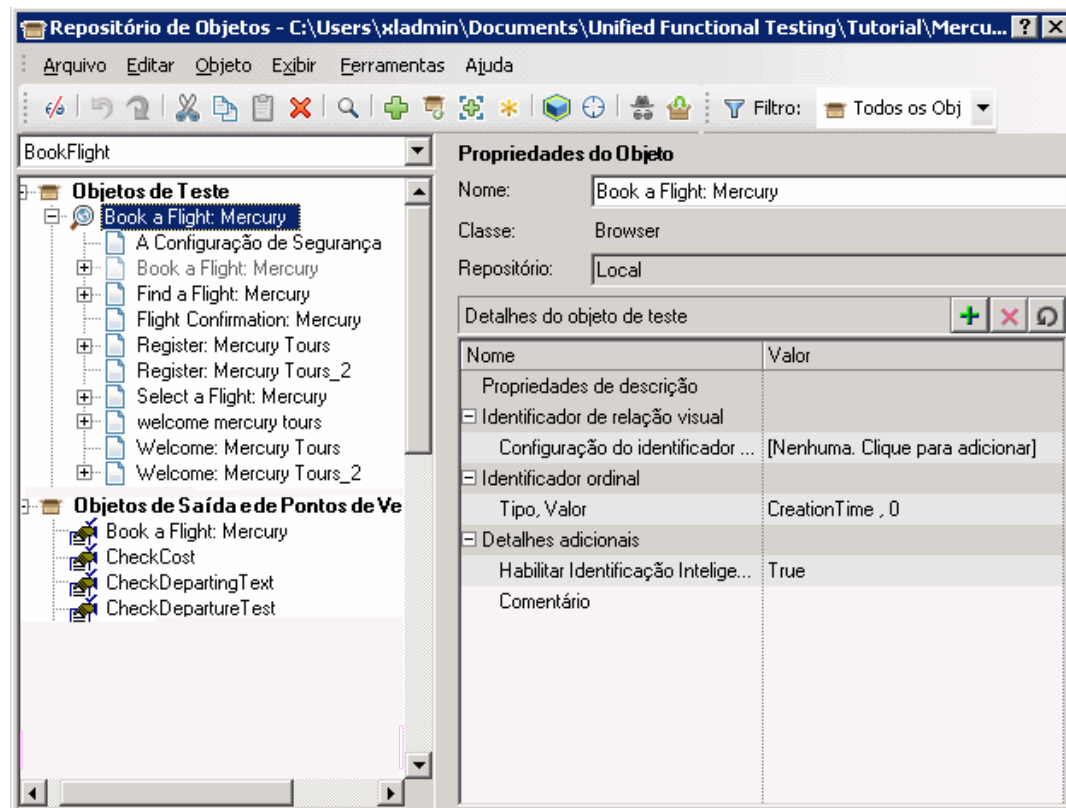 Repositório de Objetos - C:\Users\xladmin\Documents\Unified Functional Testing\Tutorial\Mercu...
Arquivo Editar Objeto Exibir Ferramentas Ajuda
Filtro: Todos os Obj
BookFlight
Objetos de Teste
Book a Flight: Mercury
A Configuração de Segurança
Book a Flight: Mercury
Find a Flight: Mercury
Flight Confirmation: Mercury
Register: Mercury Tours
Register: Mercury Tours_2
Select a Flight: Mercury
welcome mercury tours
Welcome: Mercury Tours
Welcome: Mercury Tours_2
Objetos de Saída e de Pontos de Ve
Book a Flight: Mercury
CheckCost
CheckDepartingText
CheckDepartureTest
Propriedades do Objeto
Nome: Book a Flight: Mercury
Classe: Browser
Repositório: Local
Detalhes do objeto de teste
Nome Valor
Propriedades de descrição
Identificador de relação visual
Configuração do identificador ... [Nenhuma. Clique para adicionar]
Identificador ordinal
Tipo, Valor CreationTime , 0
Detalhes adicionais
Habilitar Identificação Intelige... True
Comentário